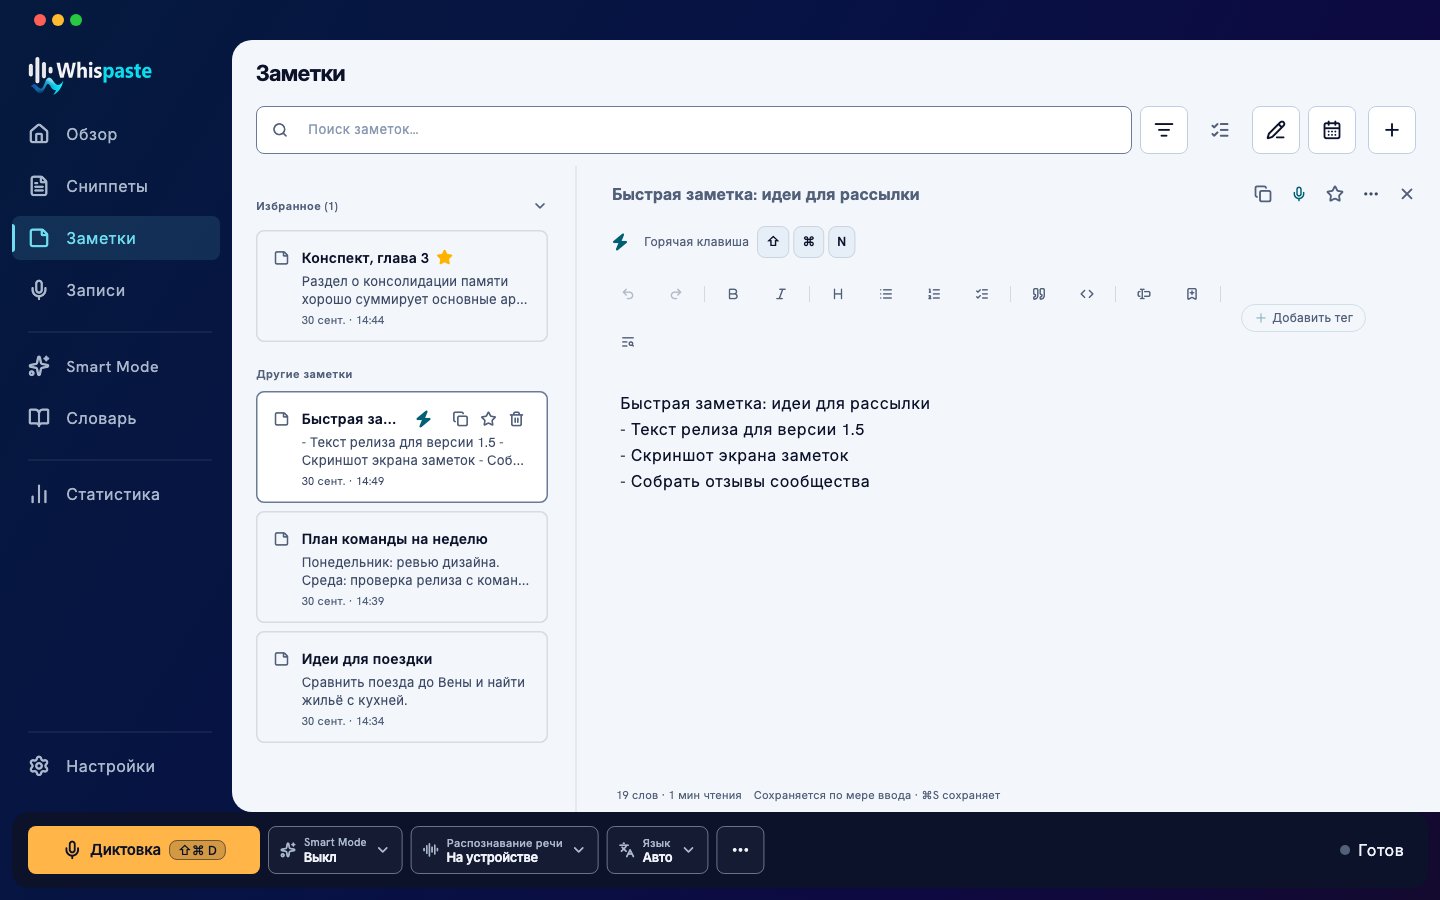 Whispaste
Обзор
Сниппеты
Заметки
Записи
Smart Mode
Словарь
Статистика
Настройки
Заметки
Поиск заметок...
Избранное (1)
Конспект, глава 3
Раздел о консолидации памяти
хорошо суммирует основные ар...
30 сент. · 14:44
Другие заметки
Быстрая за...
- Текст релиза для версии 1.5 -
Скриншот экрана заметок - Соб...
30 сент. · 14:49
План команды на неделю
Понедельник: ревью дизайна.
Среда: проверка релиза с коман...
30 сент. · 14:39
Идеи для поездки
Сравнить поезда до Вены и найти
жильё с кухней.
30 сент. · 14:34
Быстрая заметка: идеи для рассылки
Горячая клавиша ⇧ ⌘ N
Добавить тег
Быстрая заметка: идеи для рассылки
- Текст релиза для версии 1.5
- Скриншот экрана заметок
- Собрать отзывы сообщества
19 слов · 1 мин чтения Сохраняется по мере ввода · ⌘S сохраняет
Диктовка ⇧⌘ D
Smart Mode
Выкл
Распознавание речи
На устройстве
Язык
Авто
Готов